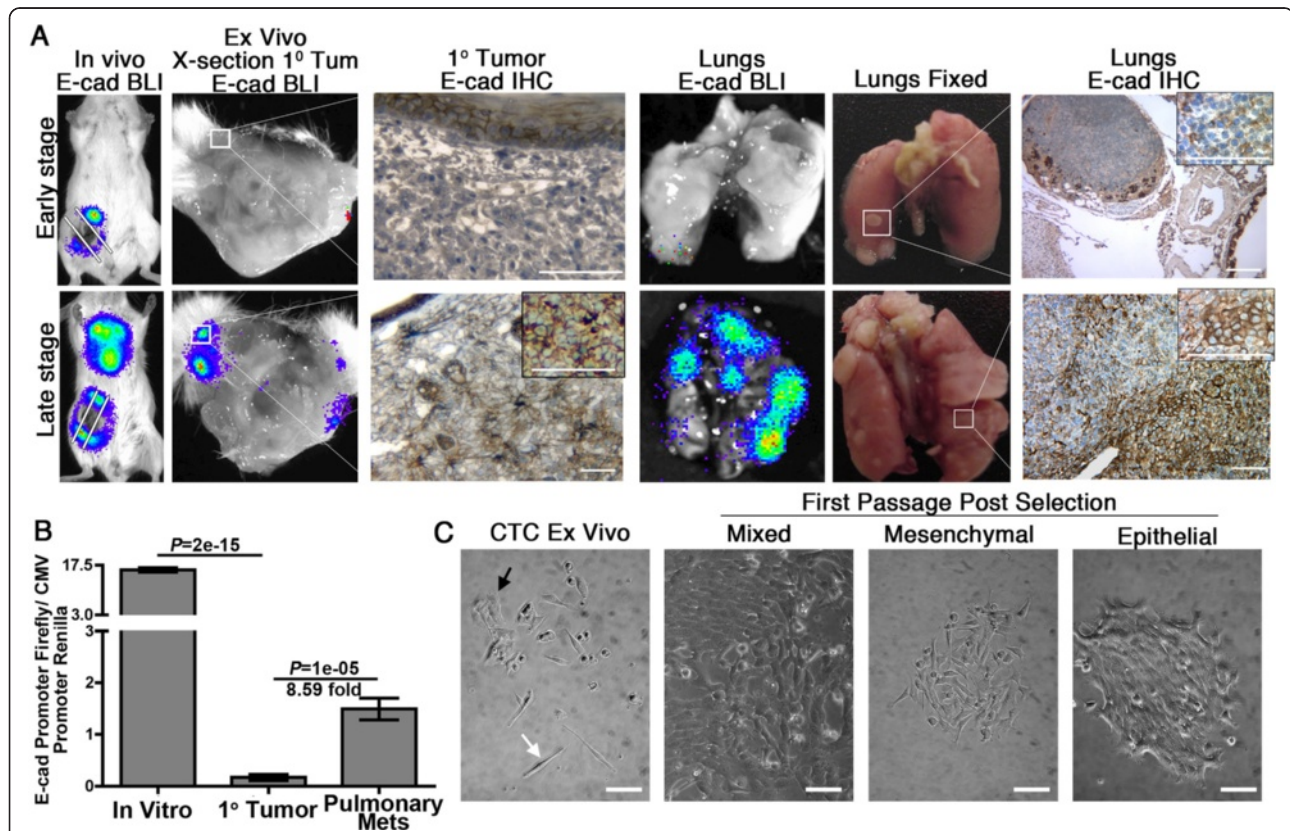 A
In vivo
E-cad BLI
Ex Vivo
X-section 1º Tum
E-cad BLI
1º Tumor
E-cad IHC
Lungs
E-cad BLI
Lungs Fixed
Lungs
E-cad IHC
Early stage
Late stage
B
E-cad Promoter Firefly/ CMV
Promoter Renilla
17.5
3.0
3
2
1
0
P=2e-15
P=1e-05
8.59 fold
In Vitro
1º Tumor
Pulmonary
Mets
C
First Passage Post Selection
CTC Ex Vivo
Mixed
Mesenchymal
Epithelial